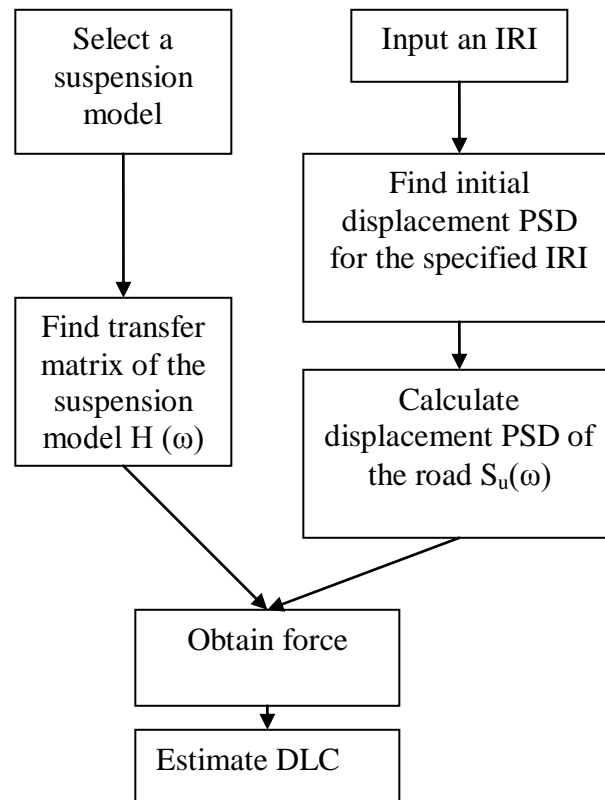 Select a
suspension
model
Input an IRI
Find initial
displacement PSD
for the specified IRI
Find transfer
matrix of the
suspension
model H (ω)
Calculate
displacement PSD of
the road Sᵤ(ω)
Obtain force
Estimate DLC